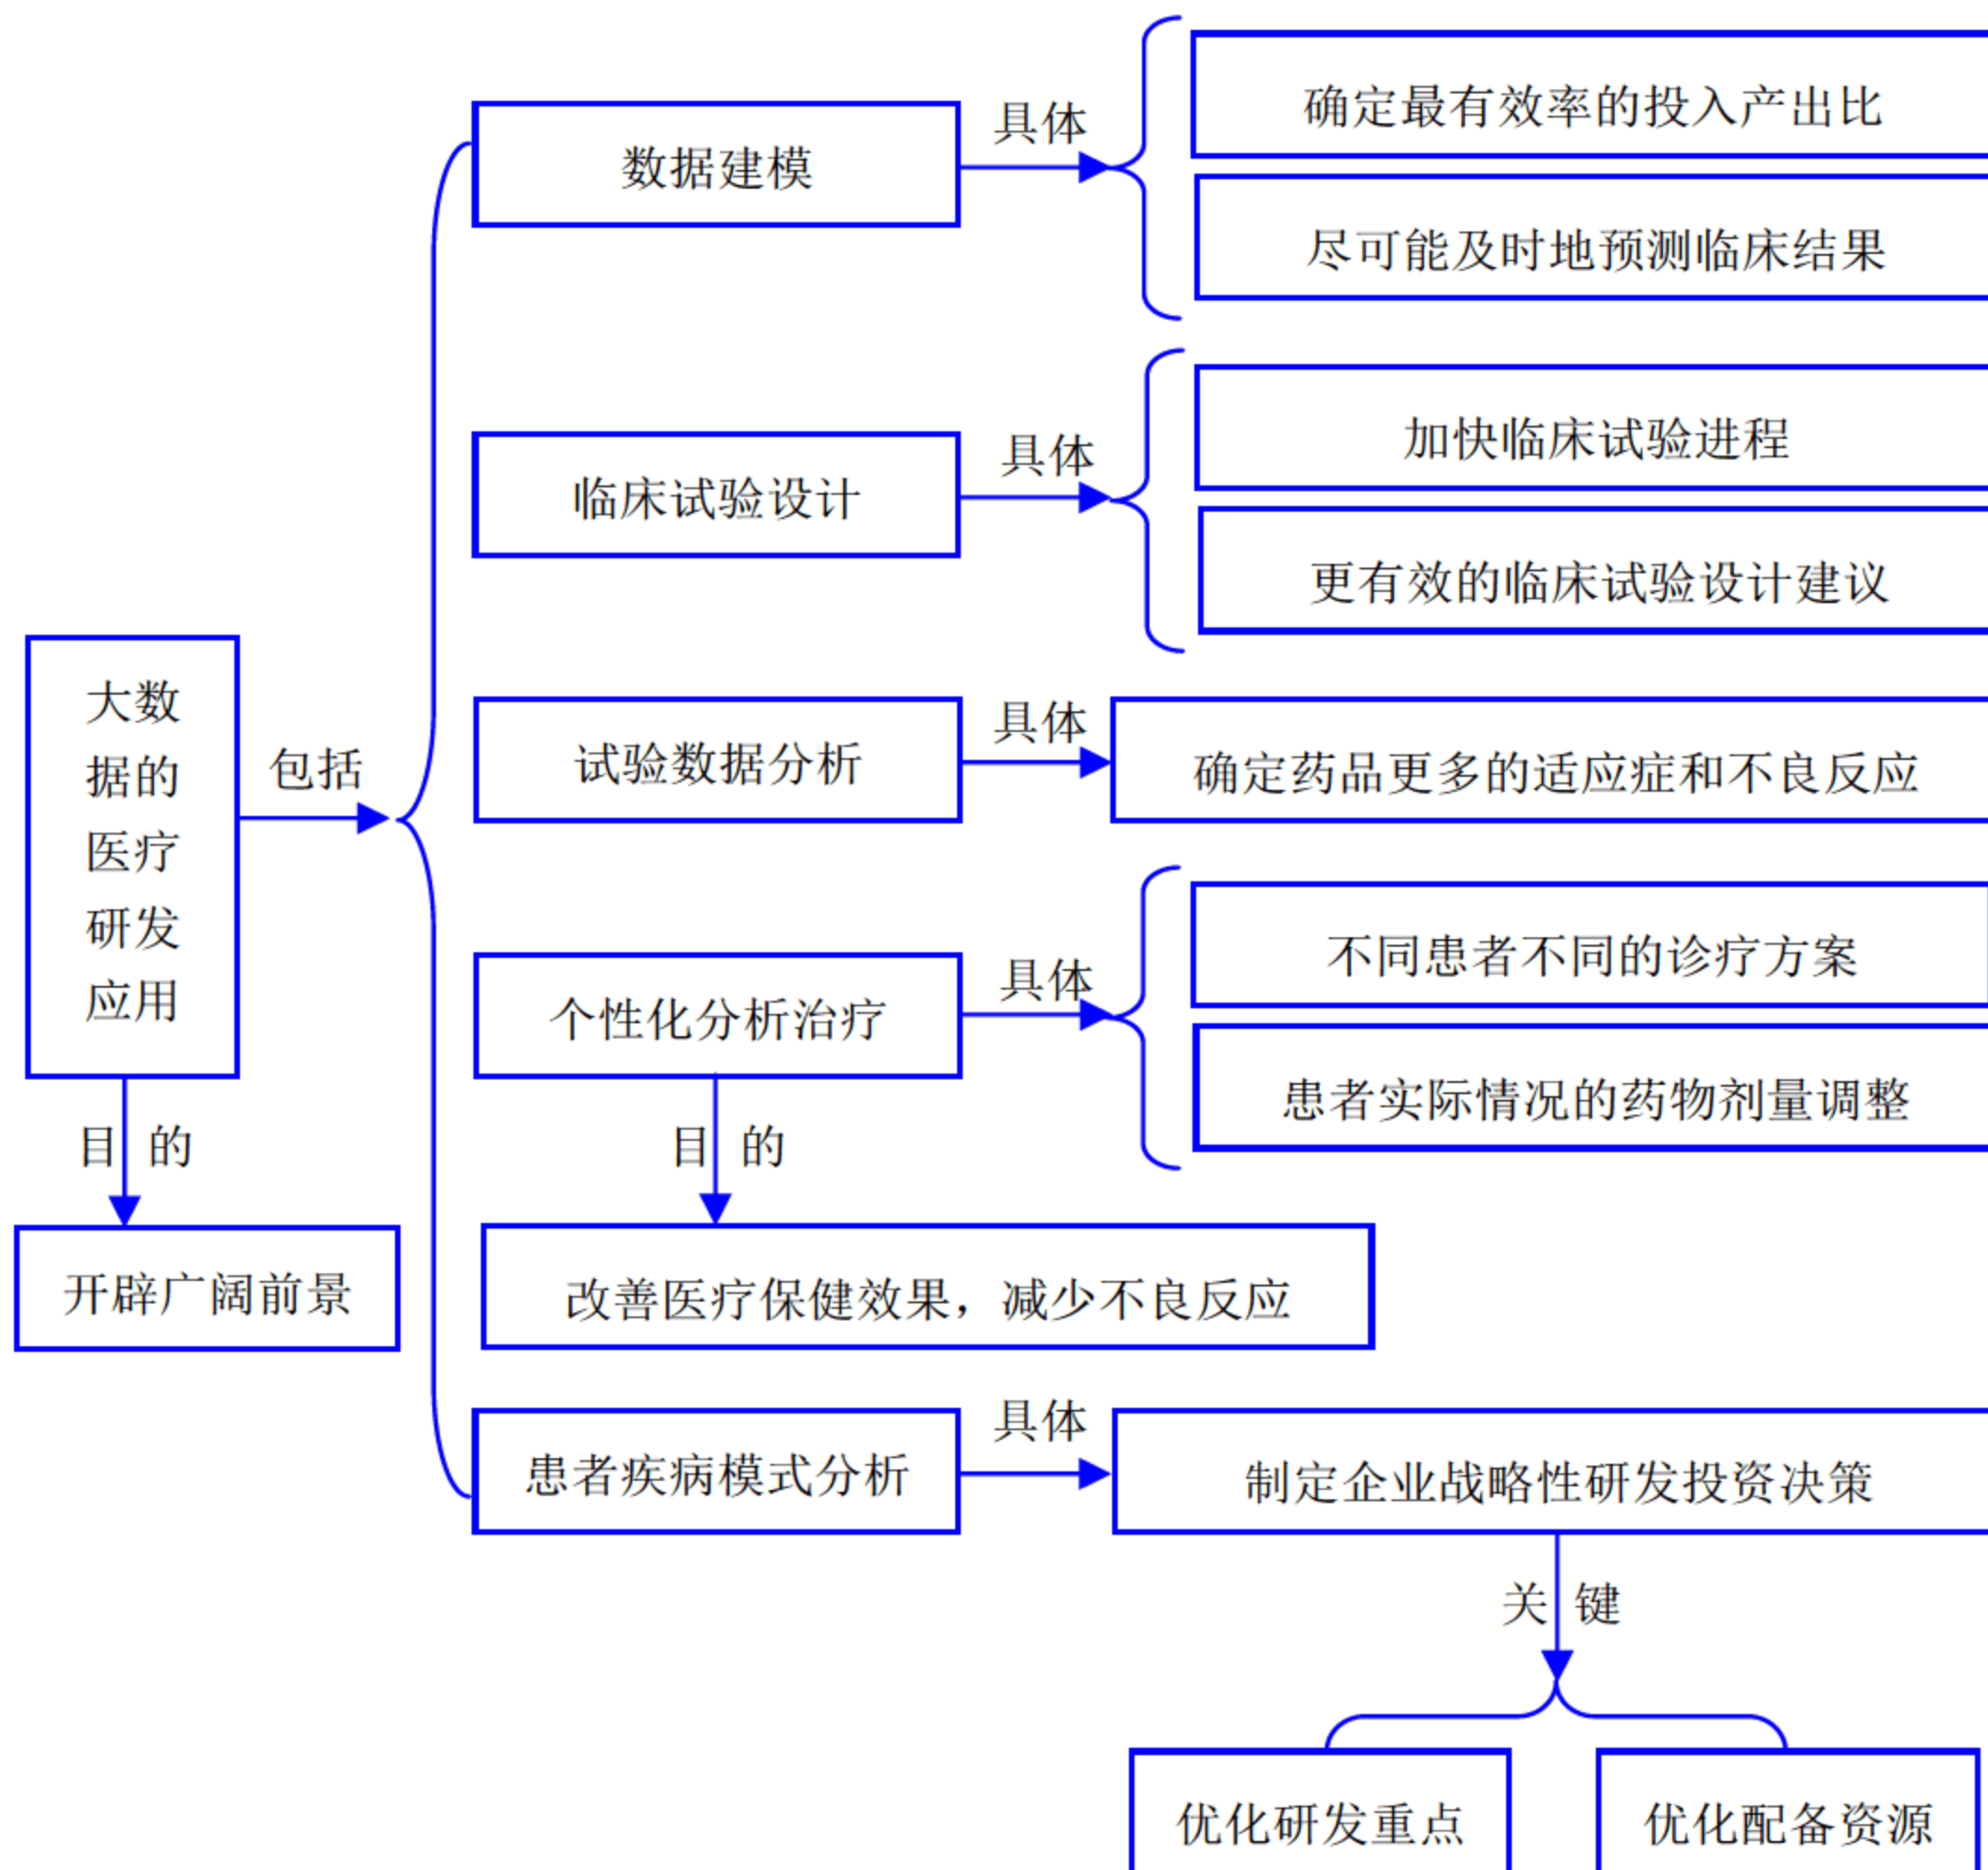 大数
据的
医疗
研发
应用
包括
目的
开辟广阔前景
数据建模
具体
确定最有效率的投入产出比
尽可能及时地预测临床结果
临床试验设计
具体
加快临床试验进程
更有效的临床试验设计建议
试验数据分析
具体
确定药品更多的适应症和不良反应
个性化分析治疗
具体
不同患者不同的诊疗方案
患者实际情况的药物剂量调整
目的
改善医疗保健效果，减少不良反应
患者疾病模式分析
具体
制定企业战略性研发投资决策
关键
优化研发重点
优化配备资源